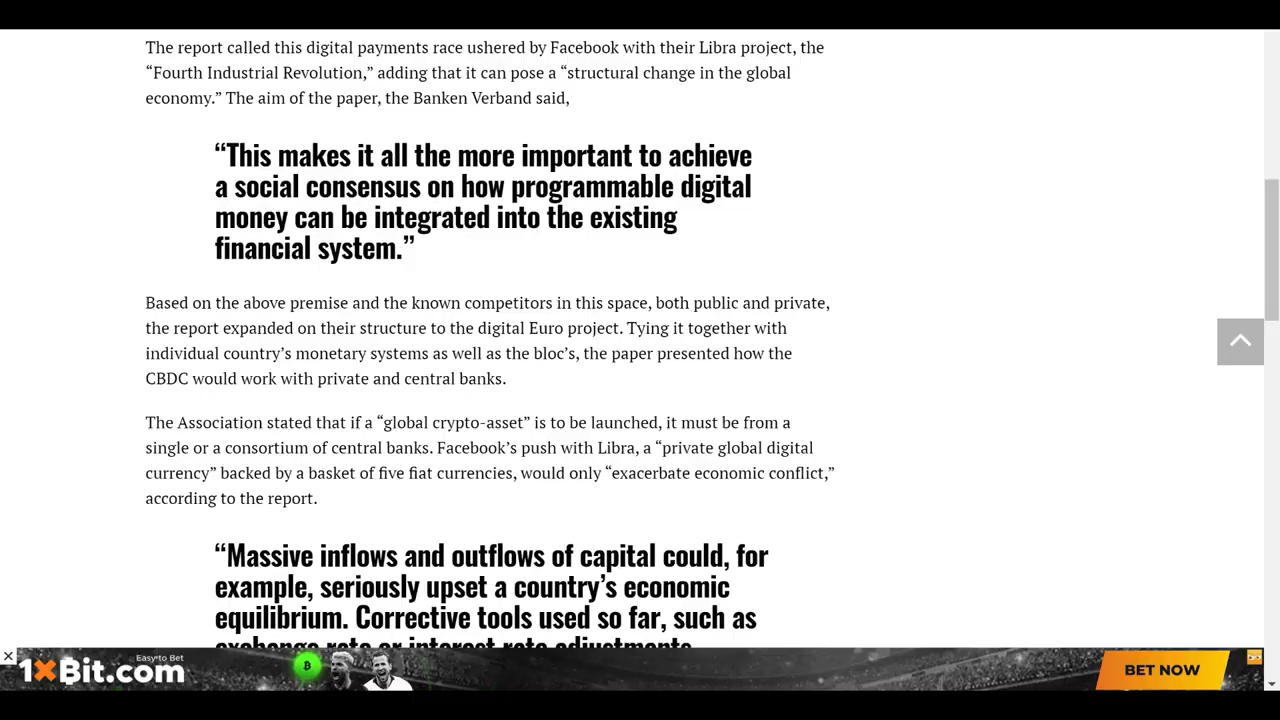 The report called this digital payments race ushered by Facebook with their Libra project, the
“Fourth Industrial Revolution,” adding that it can pose a “structural change in the global
economy.” The aim of the paper, the Banken Verband said,
“This makes it all the more important to achieve
a social consensus on how programmable digital
money can be integrated into the existing
financial system.”
Based on the above premise and the known competitors in this space, both public and private,
the report expanded on their structure to the digital Euro project. Tying it together with
individual country’s monetary systems as well as the bloc’s, the paper presented how the
CBDC would work with private and central banks.
The Association stated that if a “global crypto-asset” is to be launched, it must be from a
single or a consortium of central banks. Facebook’s push with Libra, a “private global digital
currency” backed by a basket of five fiat currencies, would only “exacerbate economic conflict,”
according to the report.
“Massive inflows and outflows of capital could, for
example, seriously upset a country’s economic
equilibrium. Corrective tools used so far, such as
exchange rate or interest rate adjustments
Easy to Bet
1XBit.com
BET NOW